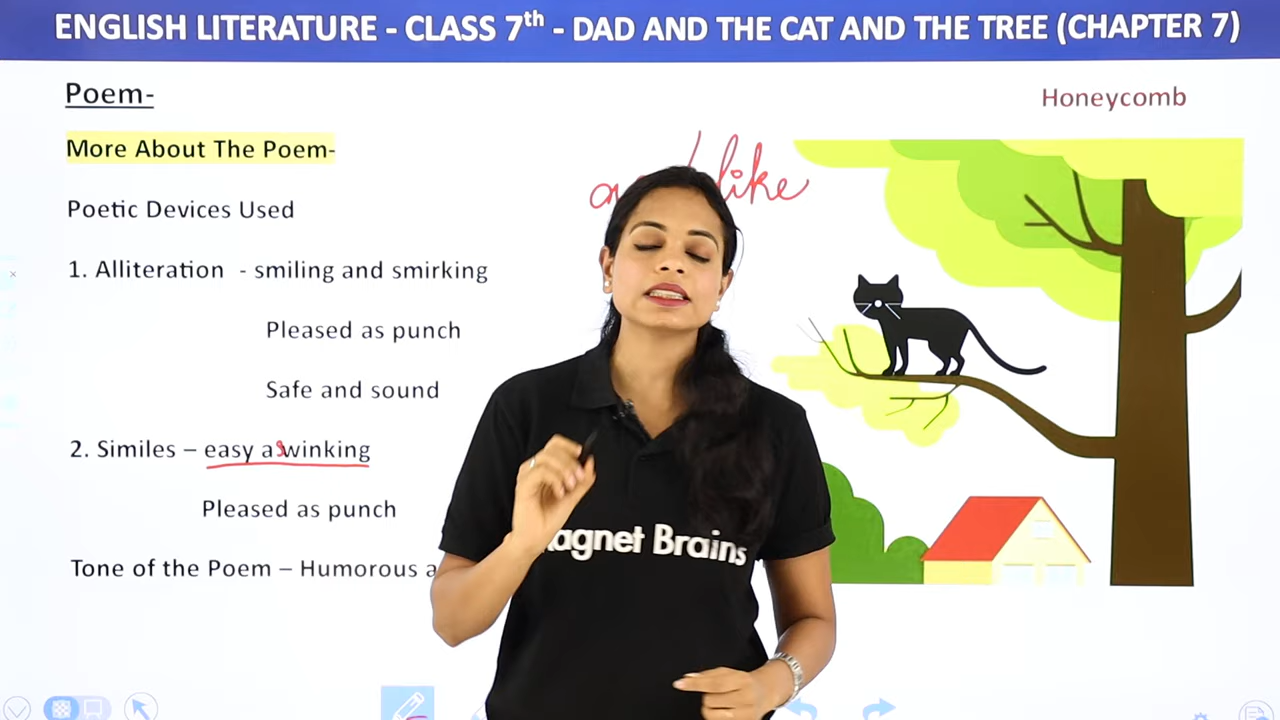 ENGLISH LITERATURE - CLASS 7th - DAD AND THE CAT AND THE TREE (CHAPTER 7)
Poem-
Honeycomb
More About The Poem-
like
Poetic Devices Used
1. Alliteration - smiling and smirking
Pleased as punch
Safe and sound
2. Similes – easy as winking
Pleased as punch
Tone of the Poem – Humorous a
agnet Brains